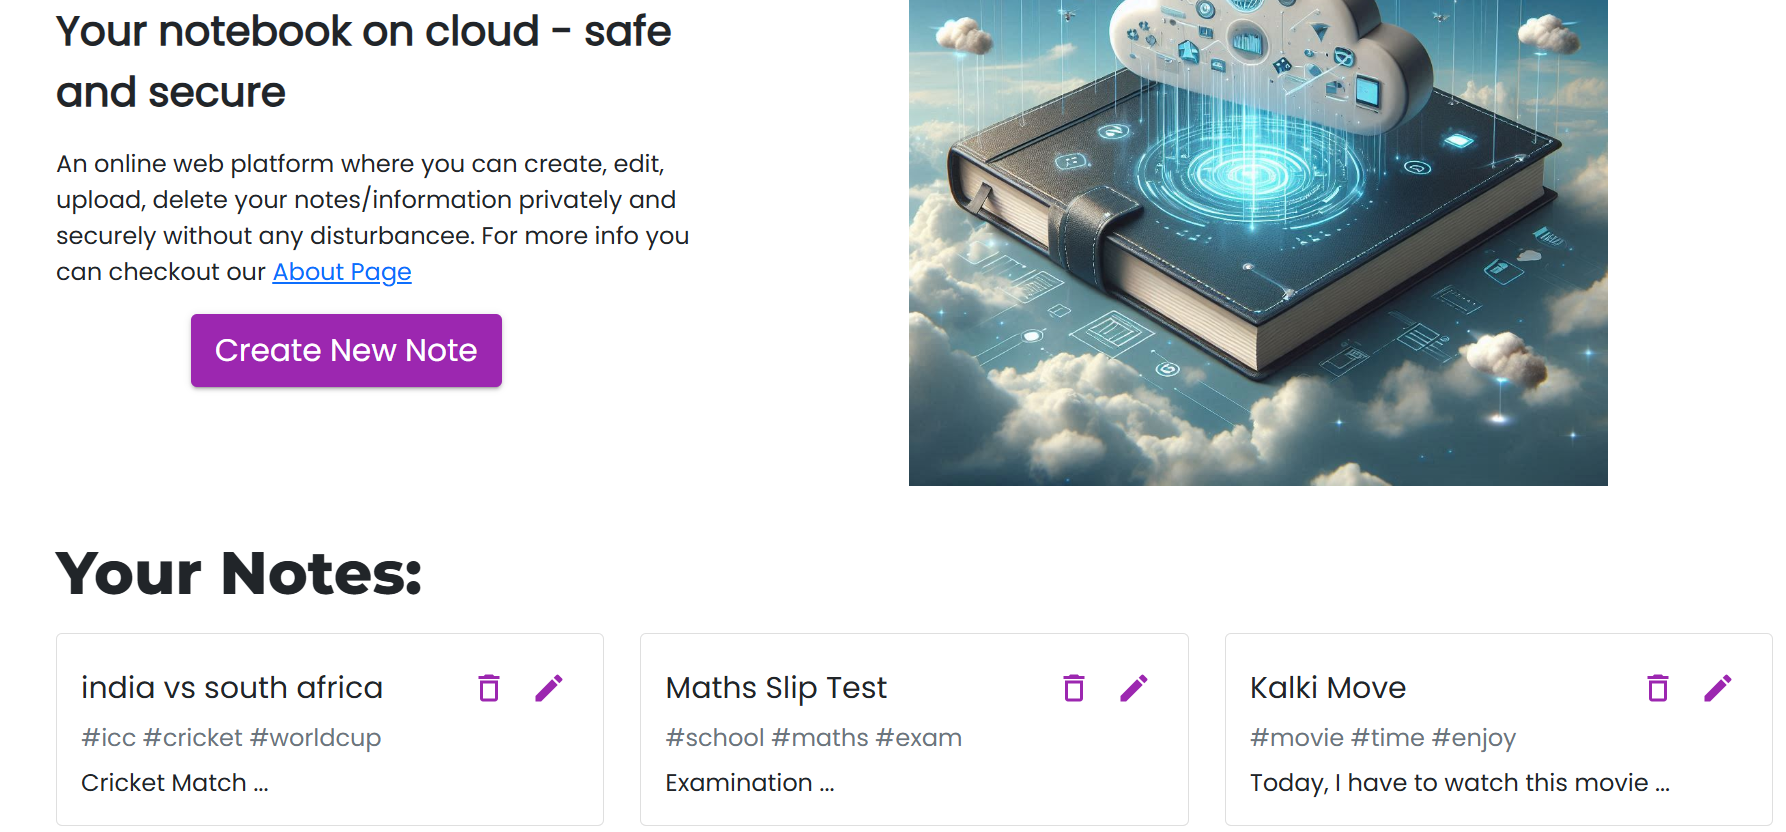 Your notebook on cloud - safe
and secure
An online web platform where you can create, edit,
upload, delete your notes/information privately and
securely without any disturbancee. For more info you
can checkout our About Page
Create New Note
Your Notes:
india vs south africa
#icc #cricket #worldcup
Cricket Match ...
Maths Slip Test
#school #maths #exam
Examination ...
Kalki Move
#movie #time #enjoy
Today, I have to watch this movie ...